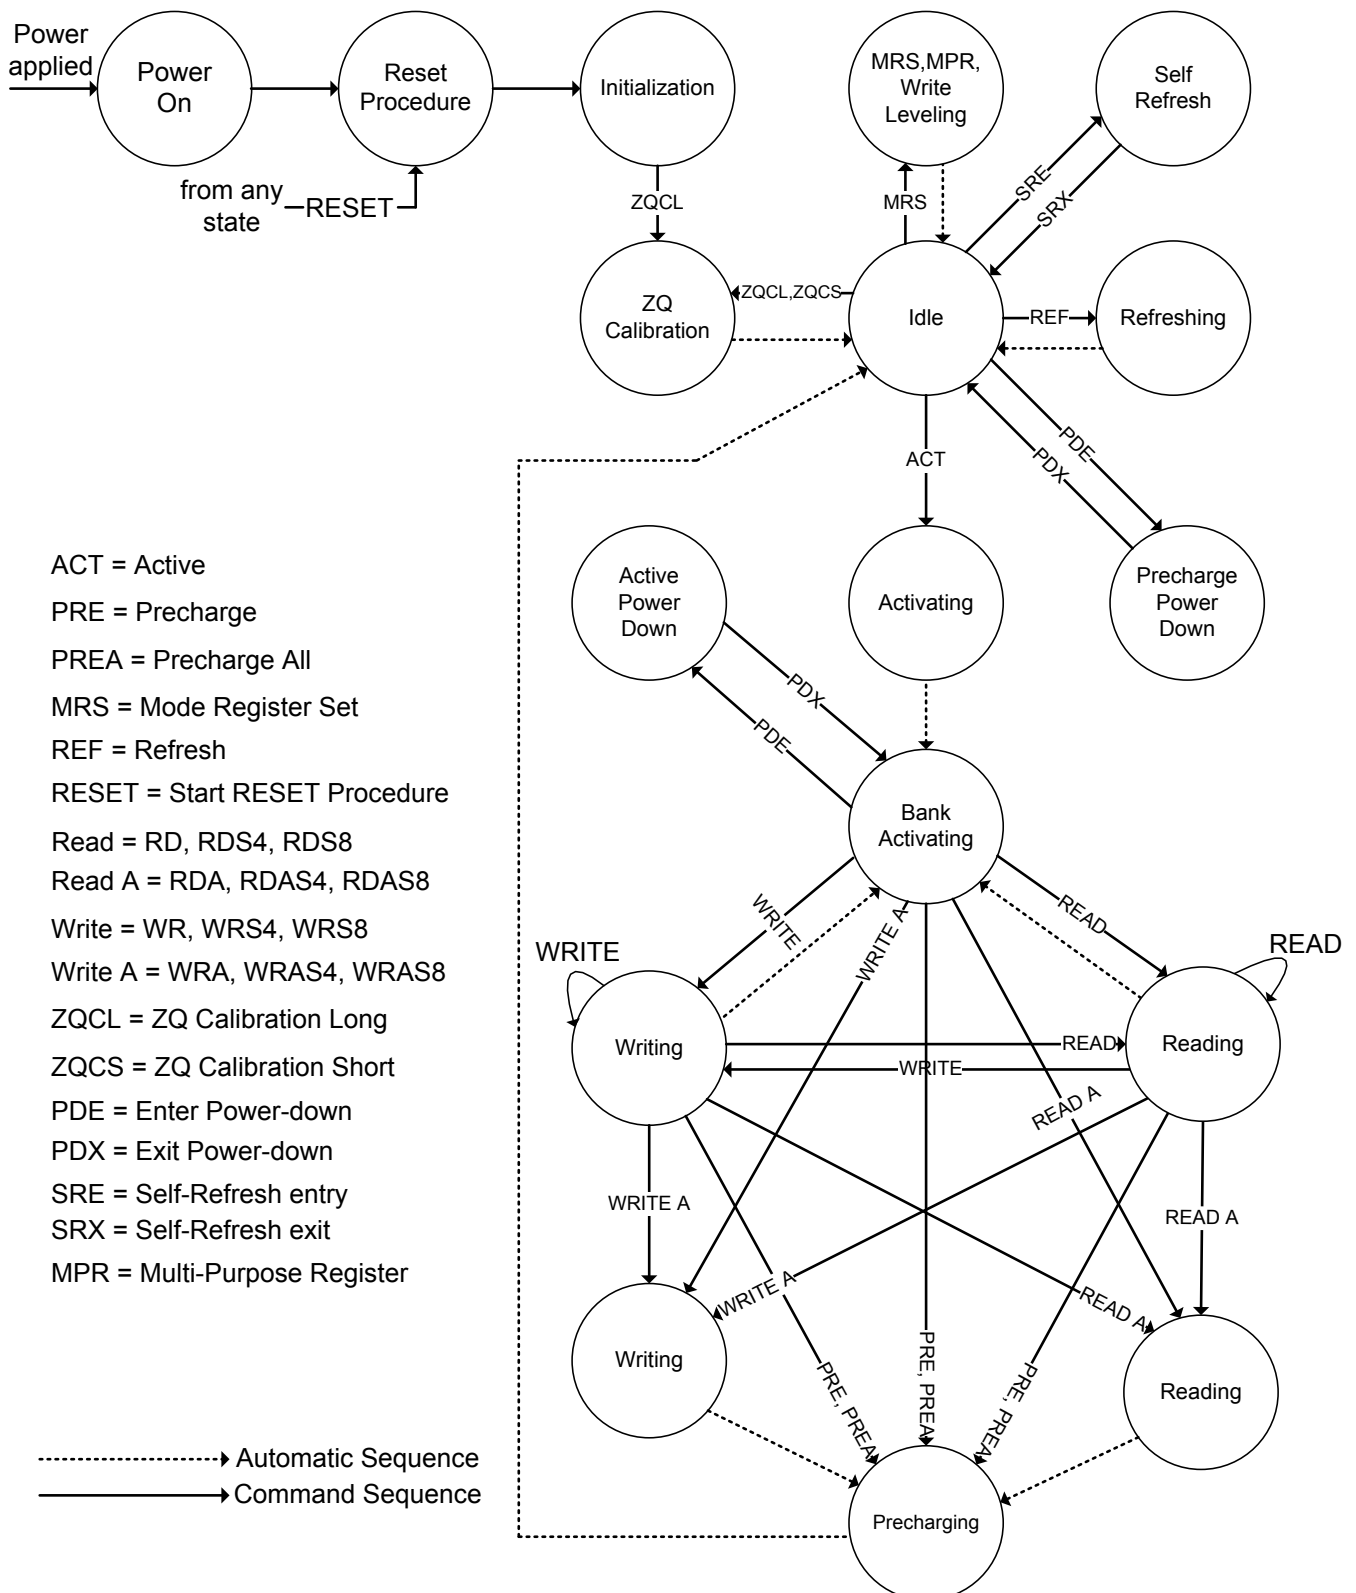 Power
applied
Power
On
Reset
Procedure
Initialization
MRS,MPR,
Write
Leveling
Self
Refresh
from any
state
RESET
ZQCL
MRS
SRE
SRX
ZQ
Calibration
ZQCL,ZQCS
Idle
REF
Refreshing
ACT
PDE
PDX
Active
Power
Down
Activating
Precharge
Power
Down
PDX
PDE
Bank
Activating
ACT = Active
PRE = Precharge
PREA = Precharge All
MRS = Mode Register Set
REF = Refresh
RESET = Start RESET Procedure
Read = RD, RDS4, RDS8
Read A = RDA, RDAS4, RDAS8
Write = WR, WRS4, WRS8
Write A = WRA, WRAS4, WRAS8
ZQCL = ZQ Calibration Long
ZQCS = ZQ Calibration Short
PDE = Enter Power-down
PDX = Exit Power-down
SRE = Self-Refresh entry
SRX = Self-Refresh exit
MPR = Multi-Purpose Register
WRITE
WRITE
WRITE A
READ
READ
Writing
READ
WRITE
Reading
READ A
WRITE A
READ A
WRITE A
READ A
Writing
PRE, PREA
PRE, PREA
PRE, PREA
Reading
Precharging
Automatic Sequence
Command Sequence